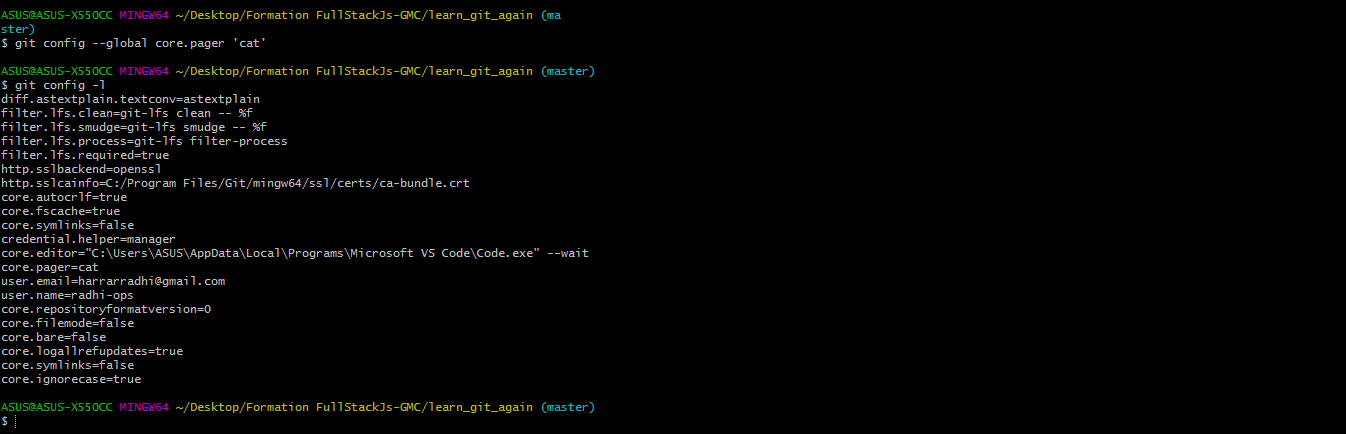 ASUS@ASUS-X550CC MINGW64 ~/Desktop/Formation FullStackJs-GMC/learn_git_again (ma
ster)
$ git config --global core.pager 'cat'
ASUS@ASUS-X550CC MINGW64 ~/Desktop/Formation FullStackJs-GMC/learn_git_again (master)
$ git config -l
diff.astextplain.textconv=astextplain
filter.lfs.clean=git-lfs clean -- %f
filter.lfs.smudge=git-lfs smudge -- %f
filter.lfs.process=git-lfs filter-process
filter.lfs.required=true
http.sslbackend=openssl
http.sslcainfo=C:/Program Files/Git/mingw64/ssl/certs/ca-bundle.crt
core.autocrlf=true
core.fscache=true
core.symlinks=false
credential.helper=manager
core.editor="C:\Users\ASUS\AppData\Local\Programs\Microsoft VS Code\Code.exe" --wait
core.pager=cat
user.email=harrarradhi@gmail.com
user.name=radhi-ops
core.repositoryformatversion=0
core.filemode=false
core.bare=false
core.logallrefupdates=true
core.symlinks=false
core.ignorecase=true
ASUS@ASUS-X550CC MINGW64 ~/Desktop/Formation FullStackJs-GMC/learn_git_again (master)
$